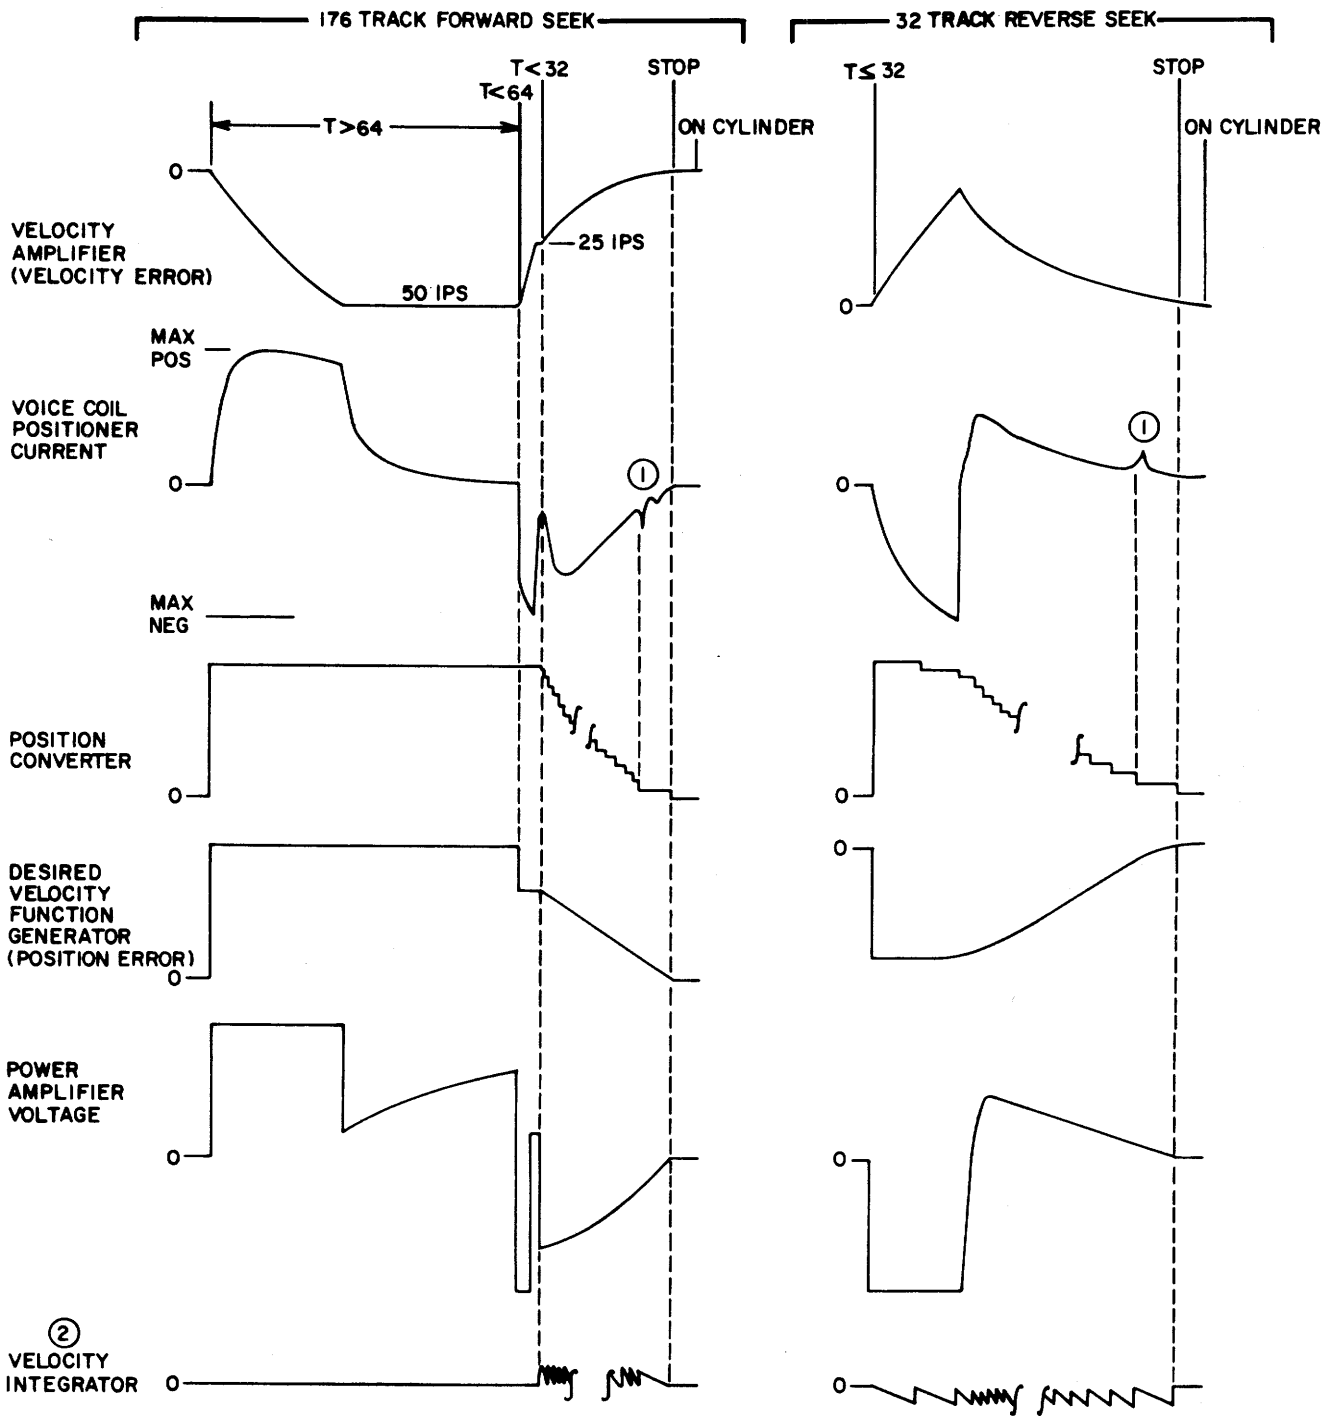 176 TRACK FORWARD SEEK
32 TRACK REVERSE SEEK
T<32
STOP
T≤ 32
STOP
T<64
T>64
ON CYLINDER
ON CYLINDER
0
VELOCITY
AMPLIFIER
(VELOCITY ERROR)
25 IPS
50 IPS
0
MAX
POS
VOICE COIL
POSITIONER
CURRENT
1
1
0
0
MAX
NEG
POSITION
CONVERTER
0
0
0
DESIRED
VELOCITY
FUNCTION
GENERATOR
(POSITION ERROR)
0
POWER
AMPLIFIER
VOLTAGE
0
0
2
VELOCITY
INTEGRATOR
0
0